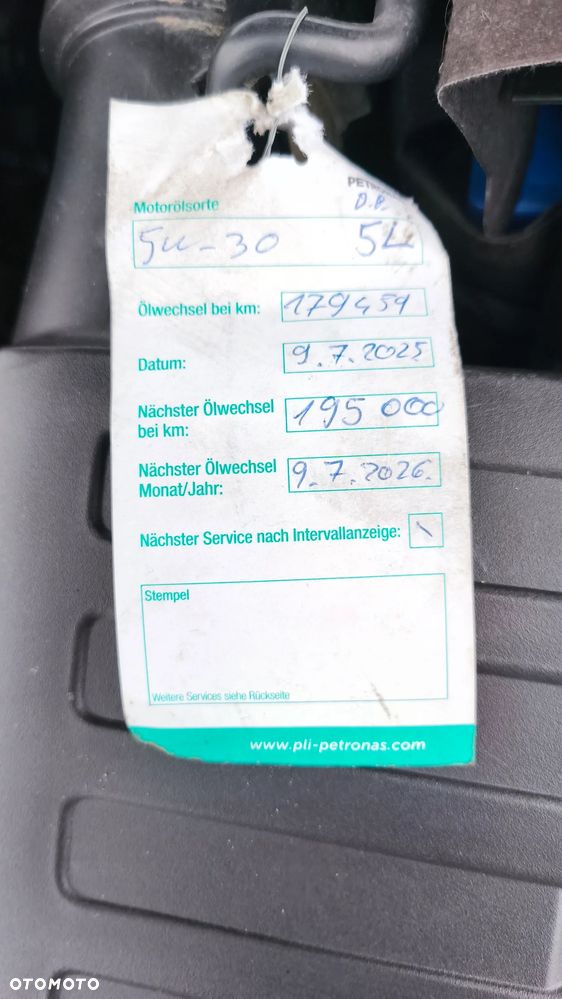 PETRO
D.P.
Motorölsorte
5W-30 5L
Ölwechsel bei km: 179459
Datum: 9.7.2025
Nächster Ölwechsel
bei km: 195 000
Nächster Ölwechsel
Monat/Jahr: 9.7.2026.
Nächster Service nach Intervallanzeige: \
Stempel
Weitere Services siehe Rückseite
www.pli-petronas.com
OTOMOTO